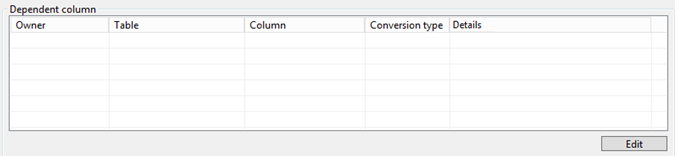 Dependent column
Owner Table Column Conversion type Details
Edit